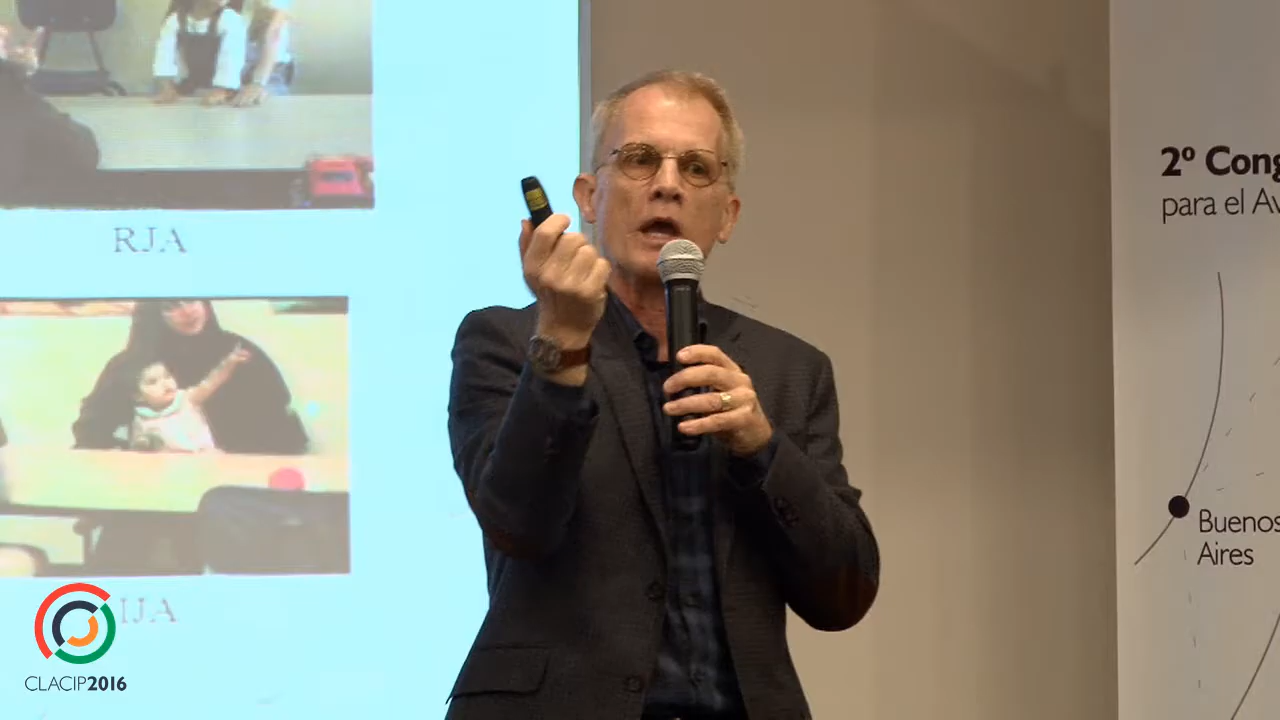 RJA
IJA
CLACIP2016
2º Cong
para el Av
Buenos
Aires